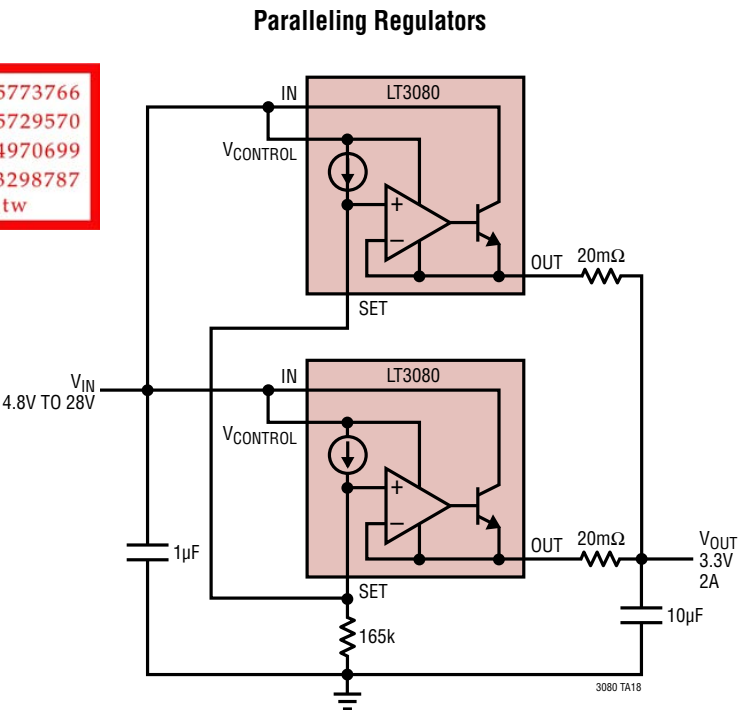 Paralleling Regulators
5773766
5729570
4970699
3298787
tw
IN
LT3080
VCONTROL
+
–
OUT
20mΩ
SET
VIN
4.8V TO 28V
IN
LT3080
VCONTROL
+
–
OUT
20mΩ
VOUT
3.3V
2A
1µF
SET
165k
10µF
3080 TA18